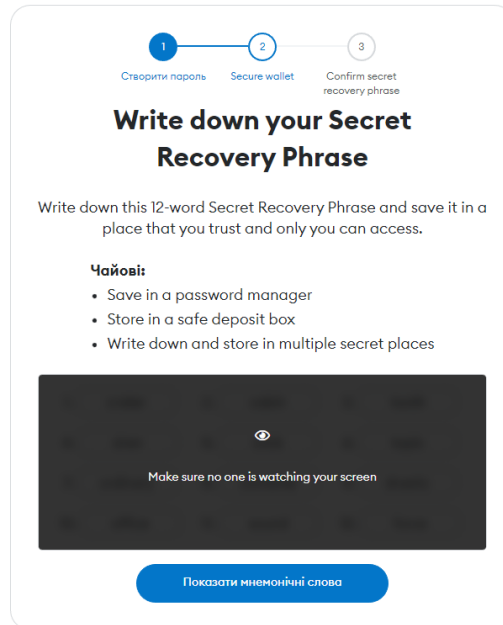 1 2 3
Створити пароль Secure wallet Confirm secret
recovery phrase
Write down your Secret
Recovery Phrase
Write down this 12-word Secret Recovery Phrase and save it in a
place that you trust and only you can access.
Чайові:
• Save in a password manager
• Store in a safe deposit box
• Write down and store in multiple secret places
Make sure no one is watching your screen
Показати мнемонічні слова